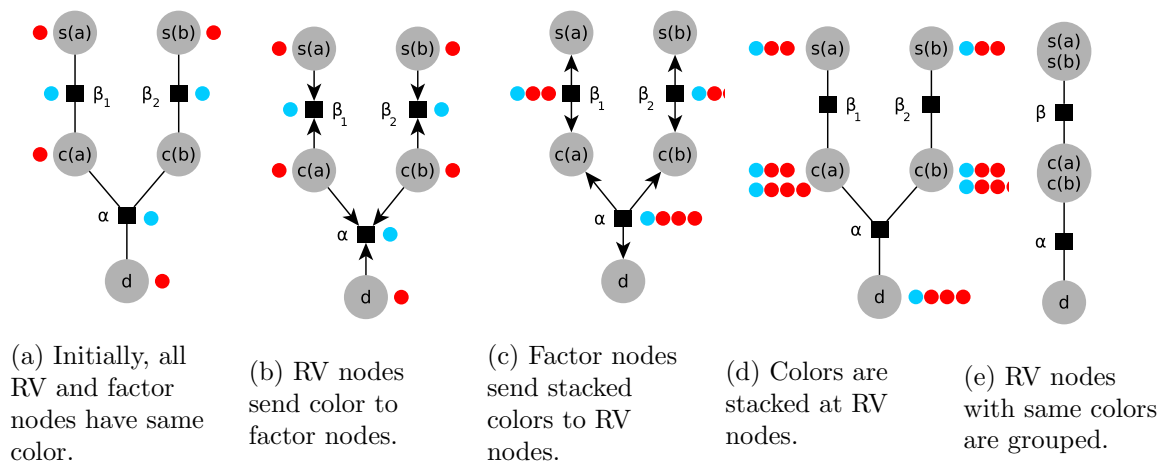 s(a) s(b)
β1 β2
c(a) c(b)
α
d
(a) Initially, all
RV and factor
nodes have same
color.
s(a) s(b)
β1 β2
c(a) c(b)
α
d
(b) RV nodes
send color to
factor nodes.
s(a) s(b)
β1 β2
c(a) c(b)
α
d
(c) Factor nodes
send stacked
colors to RV
nodes.
s(a) s(b)
β1 β2
c(a) c(b)
α
d
(d) Colors are
stacked at RV
nodes.
s(a)
s(b)
β
c(a)
c(b)
α
d
(e) RV nodes
with same colors
are grouped.